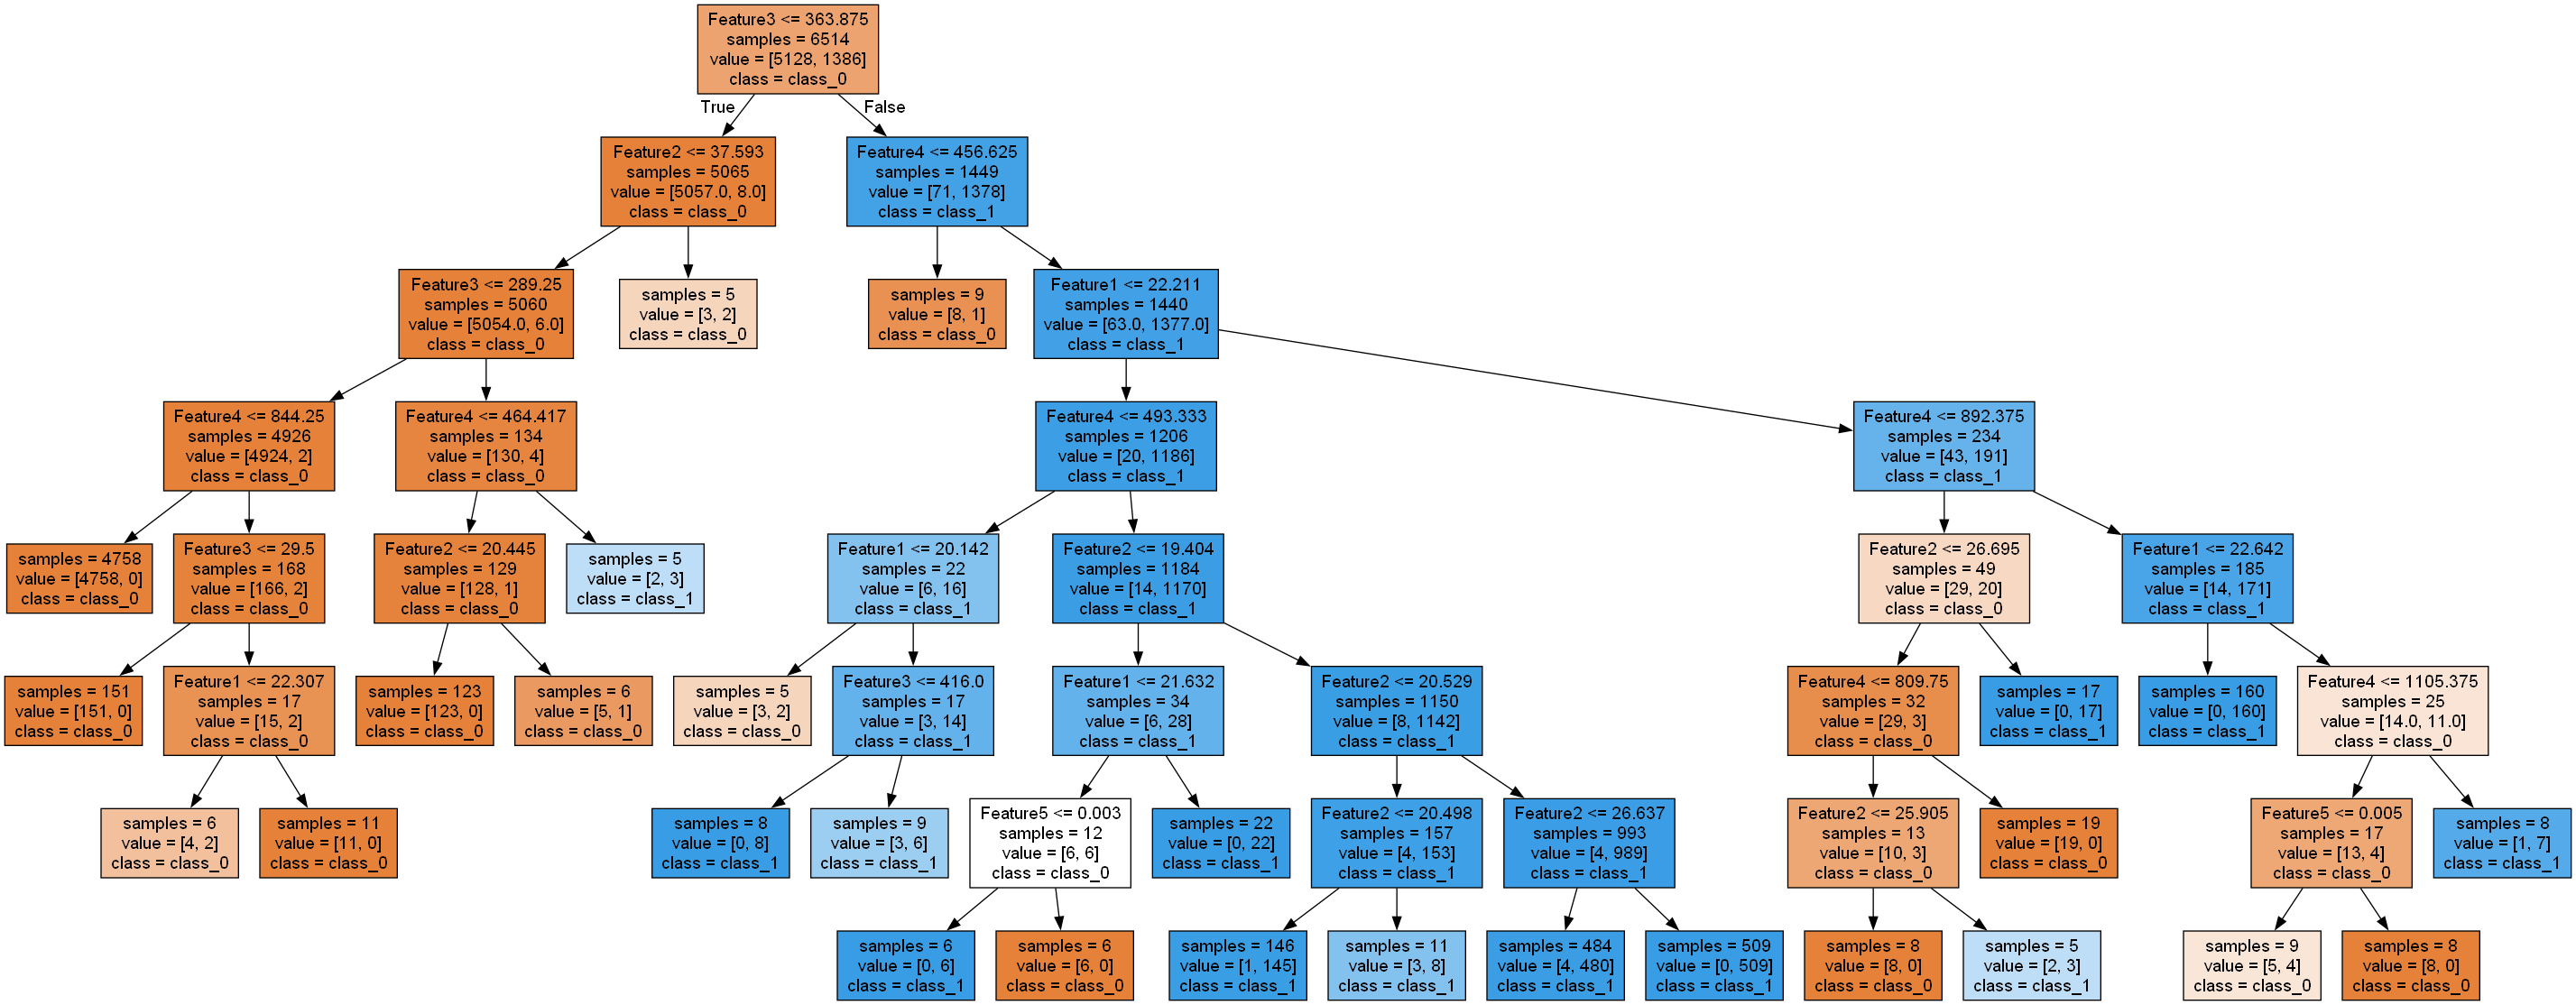 Feature3 <= 363.875
samples = 6514
value = [5128, 1386]
class = class_0
True
False
Feature2 <= 37.593
samples = 5065
value = [5057.0, 8.0]
class = class_0
Feature4 <= 456.625
samples = 1449
value = [71, 1378]
class = class_1
Feature3 <= 289.25
samples = 5060
value = [5054.0, 6.0]
class = class_0
samples = 5
value = [3, 2]
class = class_0
samples = 9
value = [8, 1]
class = class_0
Feature1 <= 22.211
samples = 1440
value = [63.0, 1377.0]
class = class_1
Feature4 <= 844.25
samples = 4926
value = [4924, 2]
class = class_0
Feature4 <= 464.417
samples = 134
value = [130, 4]
class = class_0
Feature4 <= 493.333
samples = 1206
value = [20, 1186]
class = class_1
Feature4 <= 892.375
samples = 234
value = [43, 191]
class = class_1
samples = 4758
value = [4758, 0]
class = class_0
Feature3 <= 29.5
samples = 168
value = [166, 2]
class = class_0
Feature2 <= 20.445
samples = 129
value = [128, 1]
class = class_0
samples = 5
value = [2, 3]
class = class_1
Feature1 <= 20.142
samples = 22
value = [6, 16]
class = class_1
Feature2 <= 19.404
samples = 1184
value = [14, 1170]
class = class_1
Feature2 <= 26.695
samples = 49
value = [29, 20]
class = class_0
Feature1 <= 22.642
samples = 185
value = [14, 171]
class = class_1
samples = 151
value = [151, 0]
class = class_0
Feature1 <= 22.307
samples = 17
value = [15, 2]
class = class_0
samples = 123
value = [123, 0]
class = class_0
samples = 6
value = [5, 1]
class = class_0
samples = 5
value = [3, 2]
class = class_0
Feature3 <= 416.0
samples = 17
value = [3, 14]
class = class_1
Feature1 <= 21.632
samples = 34
value = [6, 28]
class = class_1
Feature2 <= 20.529
samples = 1150
value = [8, 1142]
class = class_1
Feature4 <= 809.75
samples = 32
value = [29, 3]
class = class_0
samples = 17
value = [0, 17]
class = class_1
samples = 160
value = [0, 160]
class = class_1
Feature4 <= 1105.375
samples = 25
value = [14.0, 11.0]
class = class_0
samples = 6
value = [4, 2]
class = class_0
samples = 11
value = [11, 0]
class = class_0
samples = 8
value = [0, 8]
class = class_1
samples = 9
value = [3, 6]
class = class_1
Feature5 <= 0.003
samples = 12
value = [6, 6]
class = class_0
samples = 22
value = [0, 22]
class = class_1
Feature2 <= 20.498
samples = 157
value = [4, 153]
class = class_1
Feature2 <= 26.637
samples = 993
value = [4, 989]
class = class_1
Feature2 <= 25.905
samples = 13
value = [10, 3]
class = class_0
samples = 19
value = [19, 0]
class = class_0
Feature5 <= 0.005
samples = 17
value = [13, 4]
class = class_0
samples = 8
value = [1, 7]
class = class_1
samples = 6
value = [0, 6]
class = class_1
samples = 6
value = [6, 0]
class = class_0
samples = 146
value = [1, 145]
class = class_1
samples = 11
value = [3, 8]
class = class_1
samples = 484
value = [4, 480]
class = class_1
samples = 509
value = [0, 509]
class = class_1
samples = 8
value = [8, 0]
class = class_0
samples = 5
value = [2, 3]
class = class_1
samples = 9
value = [5, 4]
class = class_0
samples = 8
value = [8, 0]
class = class_0